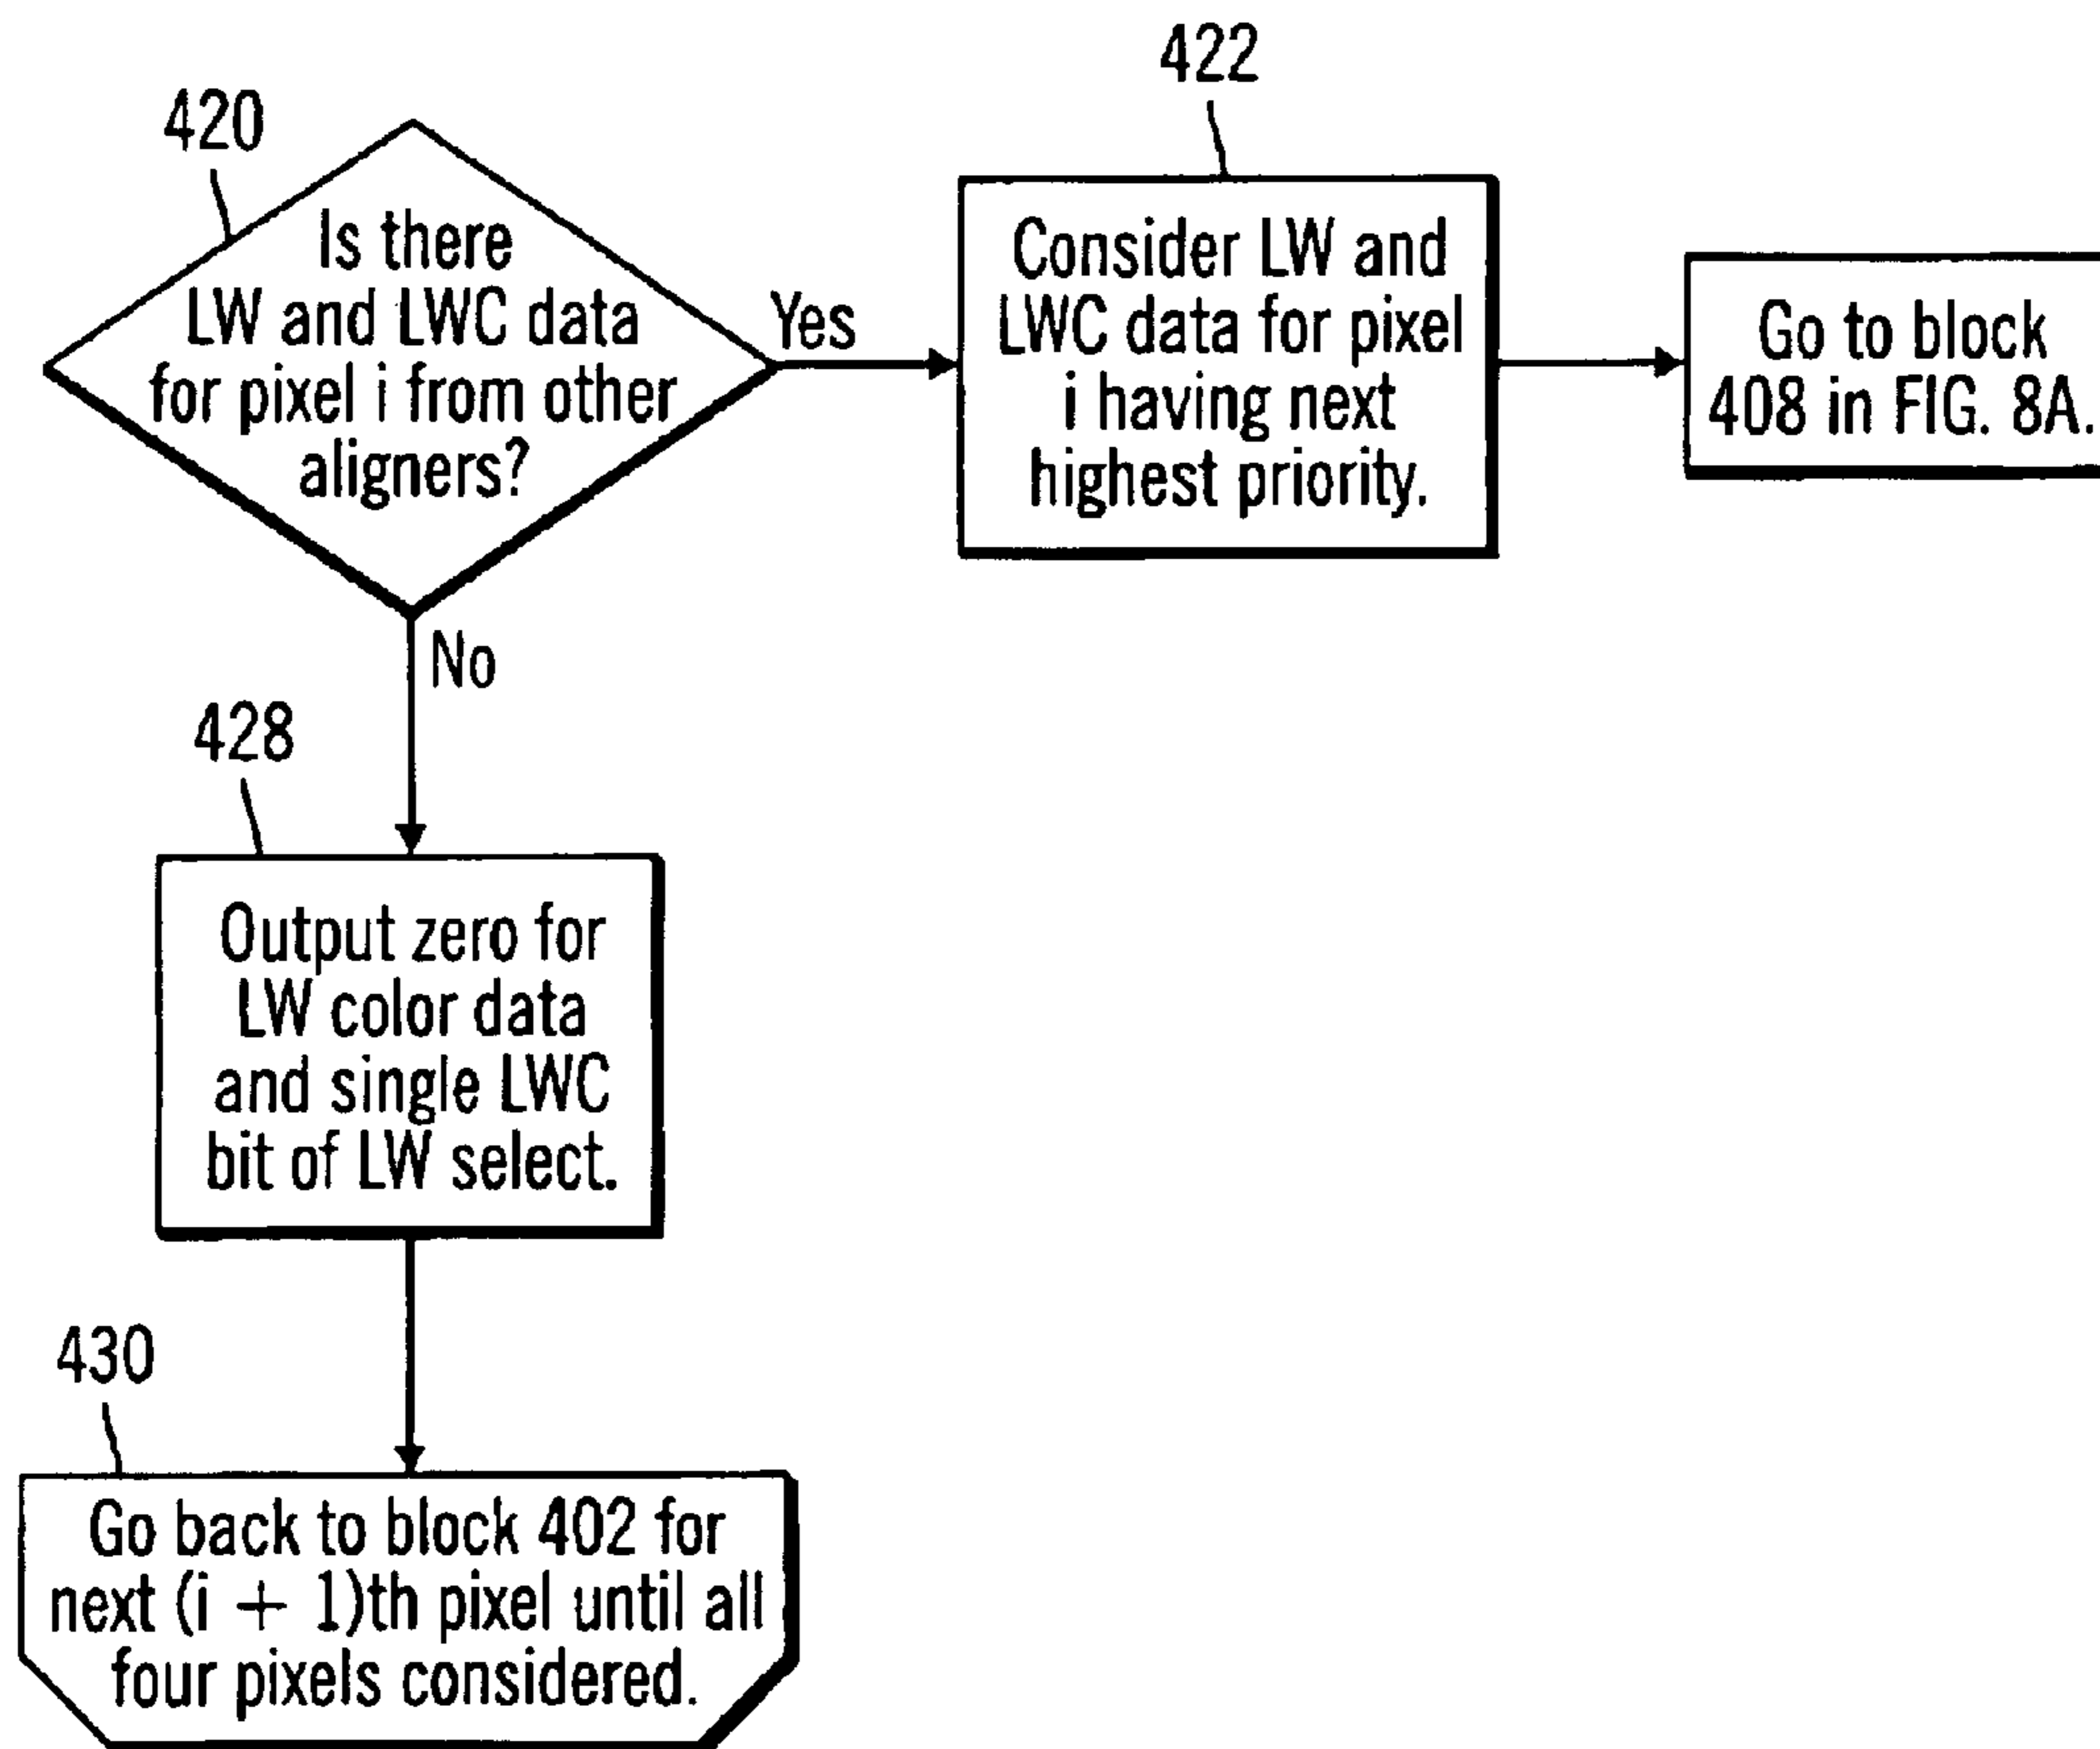 420
Is there
LW and LWC data
for pixel i from other
aligners?
Yes
422
Consider LW and
LWC data for pixel
i having next
highest priority.
Go to block
408 in FIG. 8A.
No
428
Output zero for
LW color data
and single LWC
bit of LW select.
430
Go back to block 402 for
next (i + 1)th pixel until all
four pixels considered.